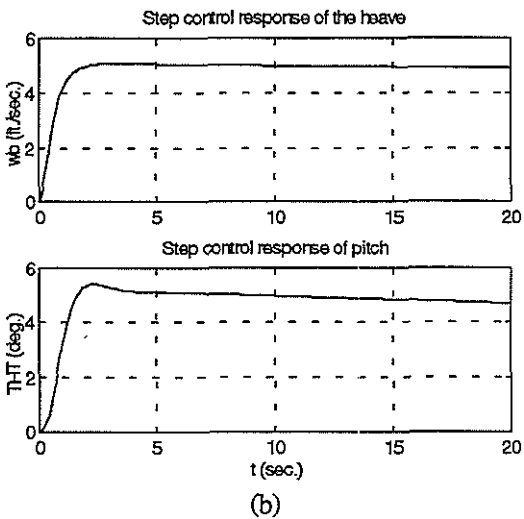 Step control response of the heave
6
4
2
0
wb (ft./sec.)
0 5 10 15 20
Step control response of pitch
6
4
2
0
THT (deg.)
0 5 10 15 20
t (sec.)
(b)